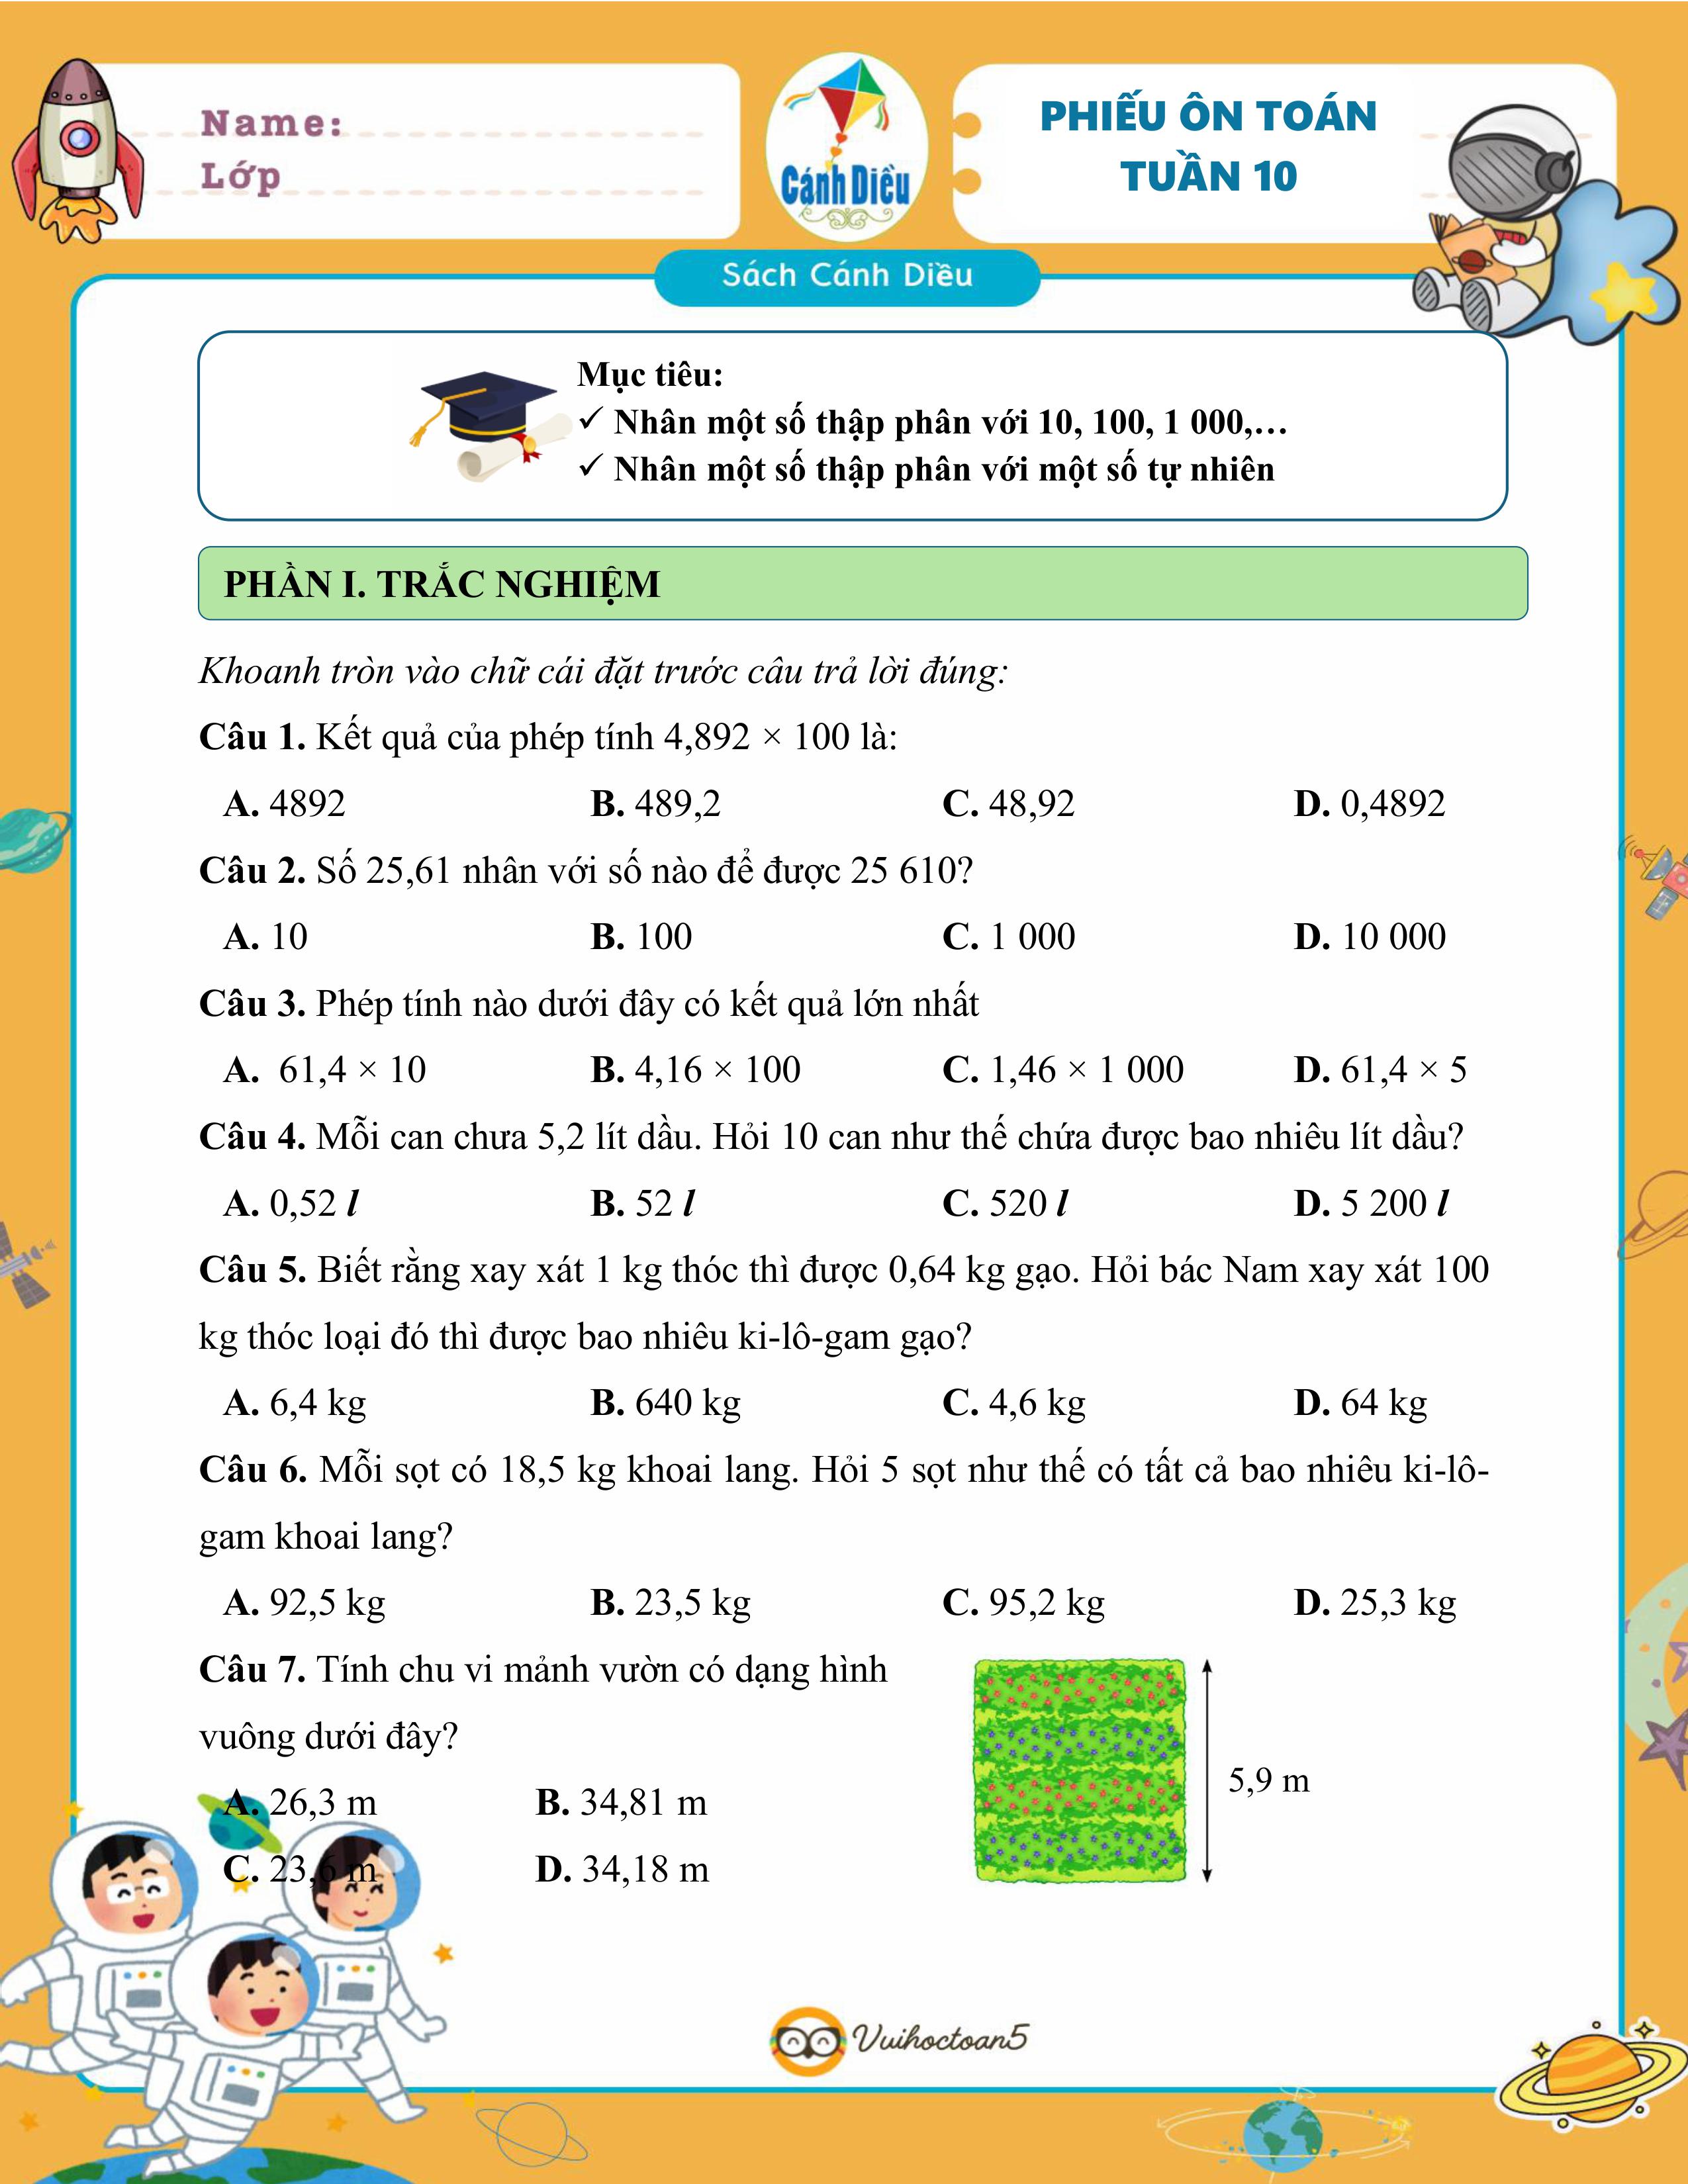 Name:
Lớp
Cánh Diều
PHIẾU ÔN TOÁN
TUẦN 10
Sách Cánh Diều
Mục tiêu:
✓ Nhân một số thập phân với 10, 100, 1 000,…
✓ Nhân một số thập phân với một số tự nhiên
PHẦN I. TRẮC NGHIỆM
Khoanh tròn vào chữ cái đặt trước câu trả lời đúng:
Câu 1. Kết quả của phép tính 4,892 × 100 là:
A. 4892 B. 489,2 C. 48,92 D. 0,4892
Câu 2. Số 25,61 nhân với số nào để được 25 610?
A. 10 B. 100 C. 1 000 D. 10 000
Câu 3. Phép tính nào dưới đây có kết quả lớn nhất
A. 61,4 × 10 B. 4,16 × 100 C. 1,46 × 1 000 D. 61,4 × 5
Câu 4. Mỗi can chưa 5,2 lít dầu. Hỏi 10 can như thế chứa được bao nhiêu lít dầu?
A. 0,52 l B. 52 l C. 520 l D. 5 200 l
Câu 5. Biết rằng xay xát 1 kg thóc thì được 0,64 kg gạo. Hỏi bác Nam xay xát 100
kg thóc loại đó thì được bao nhiêu ki-lô-gam gạo?
A. 6,4 kg B. 640 kg C. 4,6 kg D. 64 kg
Câu 6. Mỗi sọt có 18,5 kg khoai lang. Hỏi 5 sọt như thế có tất cả bao nhiêu ki-lô-
gam khoai lang?
A. 92,5 kg B. 23,5 kg C. 95,2 kg D. 25,3 kg
Câu 7. Tính chu vi mảnh vườn có dạng hình
vuông dưới đây?
5,9 m
A. 26,3 m B. 34,81 m
C. 23,6 m D. 34,18 m
Vuihoctoan5